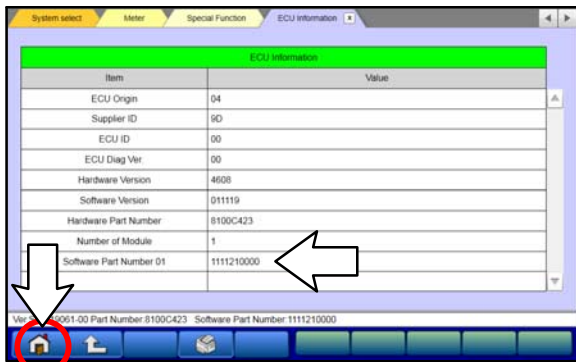 System select Meter Special Function ECU Information x
ECU Information
Item Value
ECU Origin 04
Supplier ID 9D
ECU ID 00
ECU Diag Ver. 00
Hardware Version 4608
Software Version 011119
Hardware Part Number 8100C423
Number of Module 1
Software Part Number 01 1111210000
9061-00 Part Number:8100C423 Software Part Number:1111210000